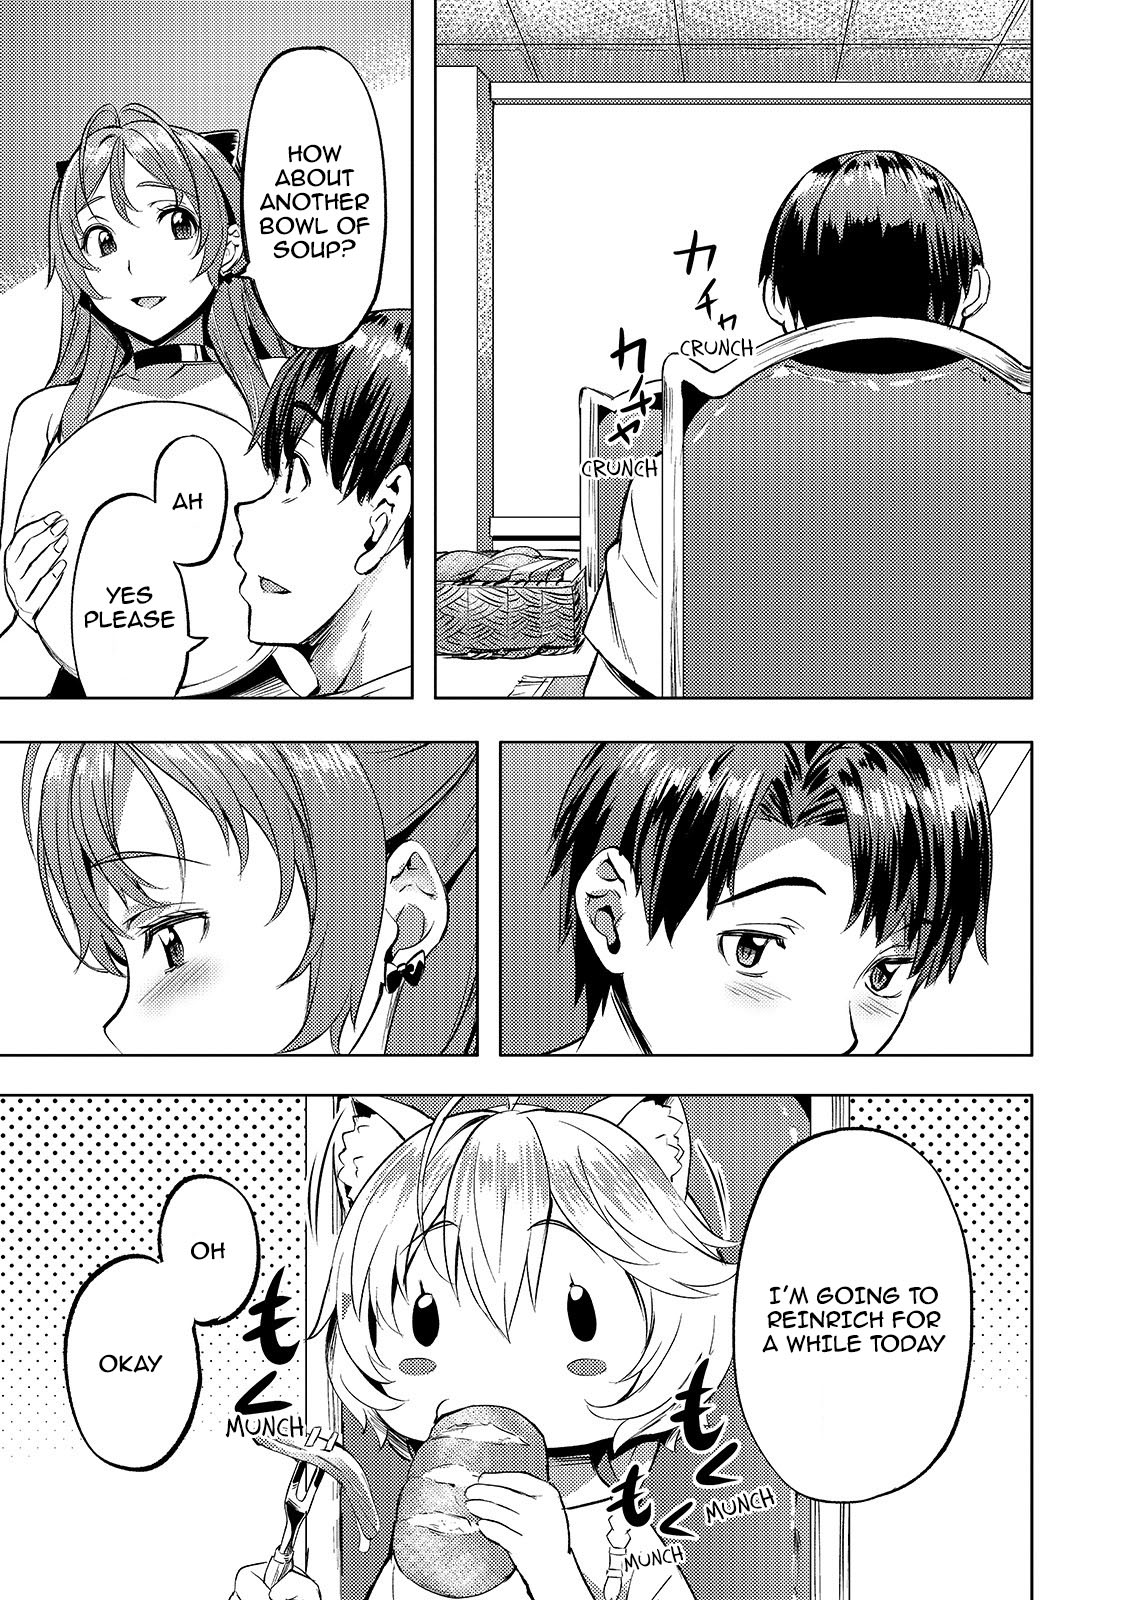 カチャ
CRUNCH
カチャ
CRUNCH
HOW
ABOUT
ANOTHER
BOWL OF
SOUP?
AH
YES
PLEASE
I'M GOING TO
REINRICH FOR
A WHILE TODAY
もく
MUNCH
もく
MUNCH
OH
OKAY
もく
MUNCH